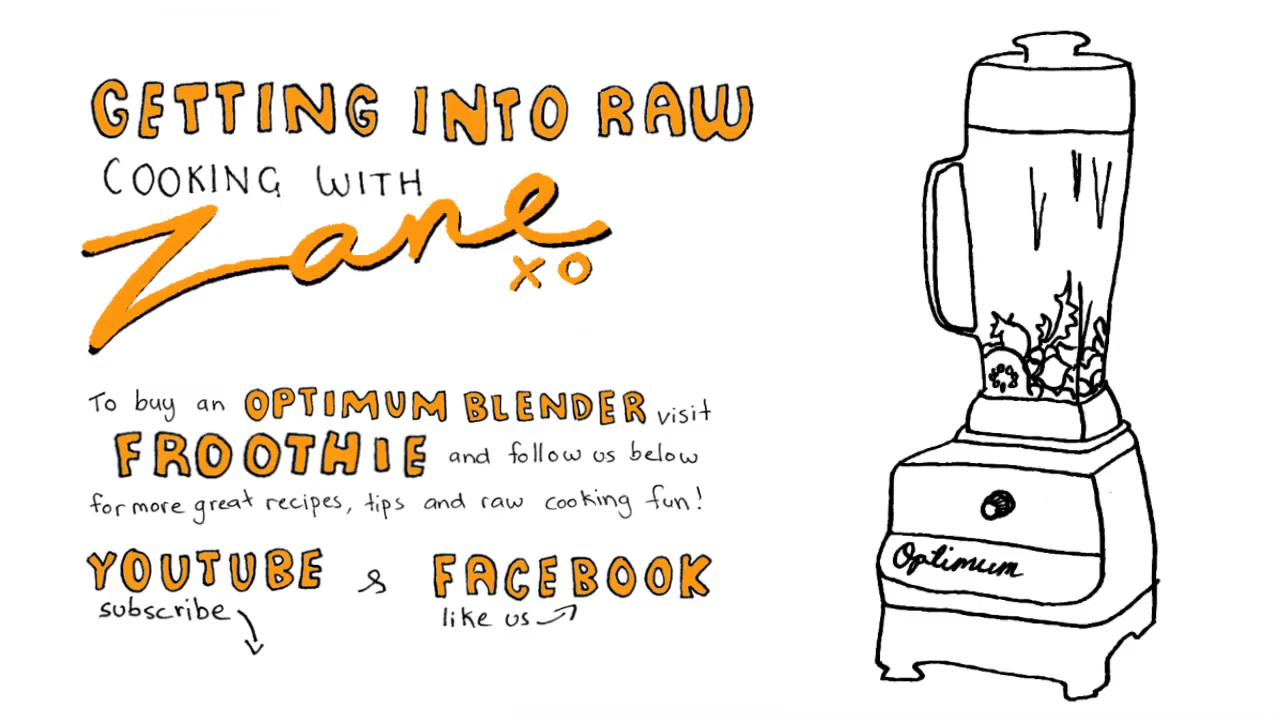 GETTING INTO RAW
COOKING WITH
Zane
XO
To buy an OPTIMUM BLENDER visit
FROOTHIE and follow us below
for more great recipes, tips and raw cooking fun!
YOUTUBE & FACEBOOK
subscribe like us
Optimum